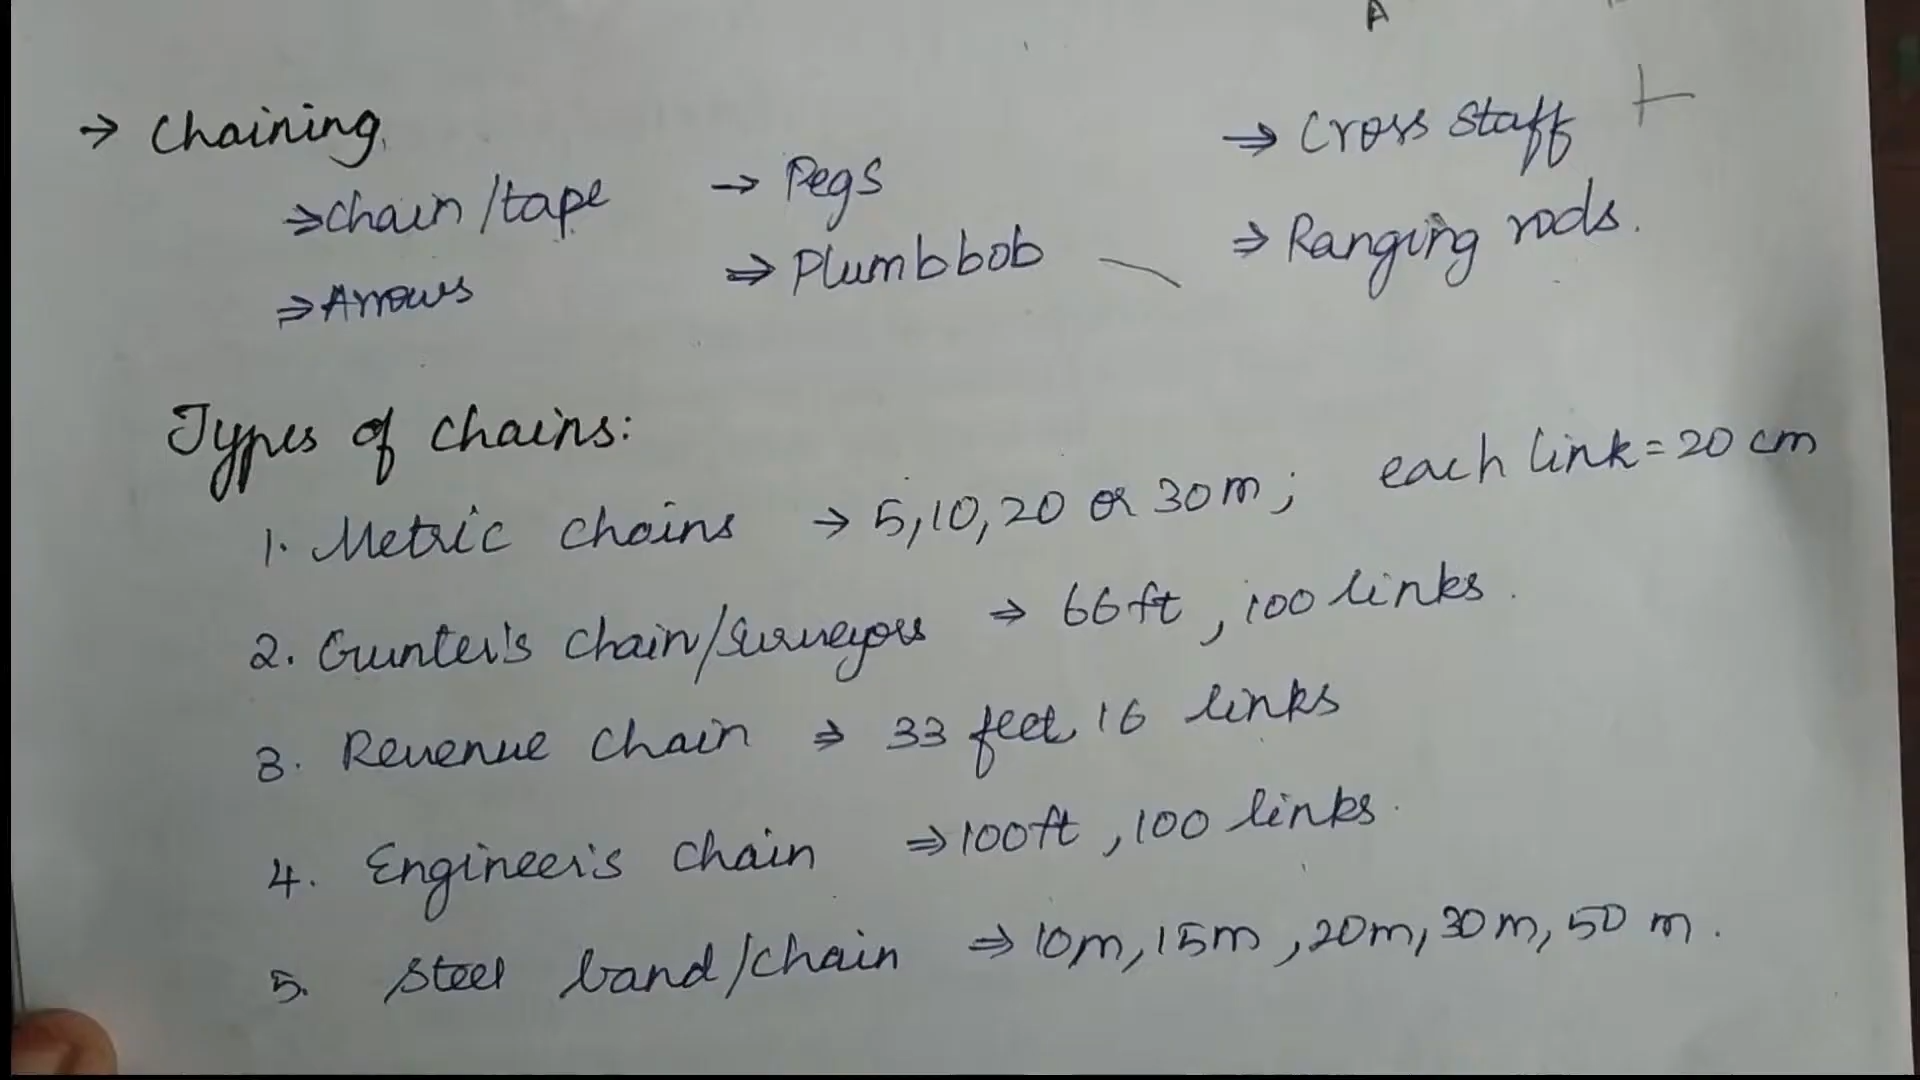 A
→ Chaining
⇒ chain/tape
⇒ Arrows
→ Pegs
⇒ Plumbbob
⇒ Cross staff
⇒ Ranging rods.
Types of chains:
1. Metric chains → 5,10,20 or 30m; each link = 20 cm
2. Gunter's chain/surveyors ⇒ 66ft, 100 links.
3. Revenue chain ⇒ 33 feet, 16 links
4. Engineer's chain ⇒ 100ft, 100 links.
5. Steel band/chain ⇒ 10m, 15m, 20m, 30m, 50 m.